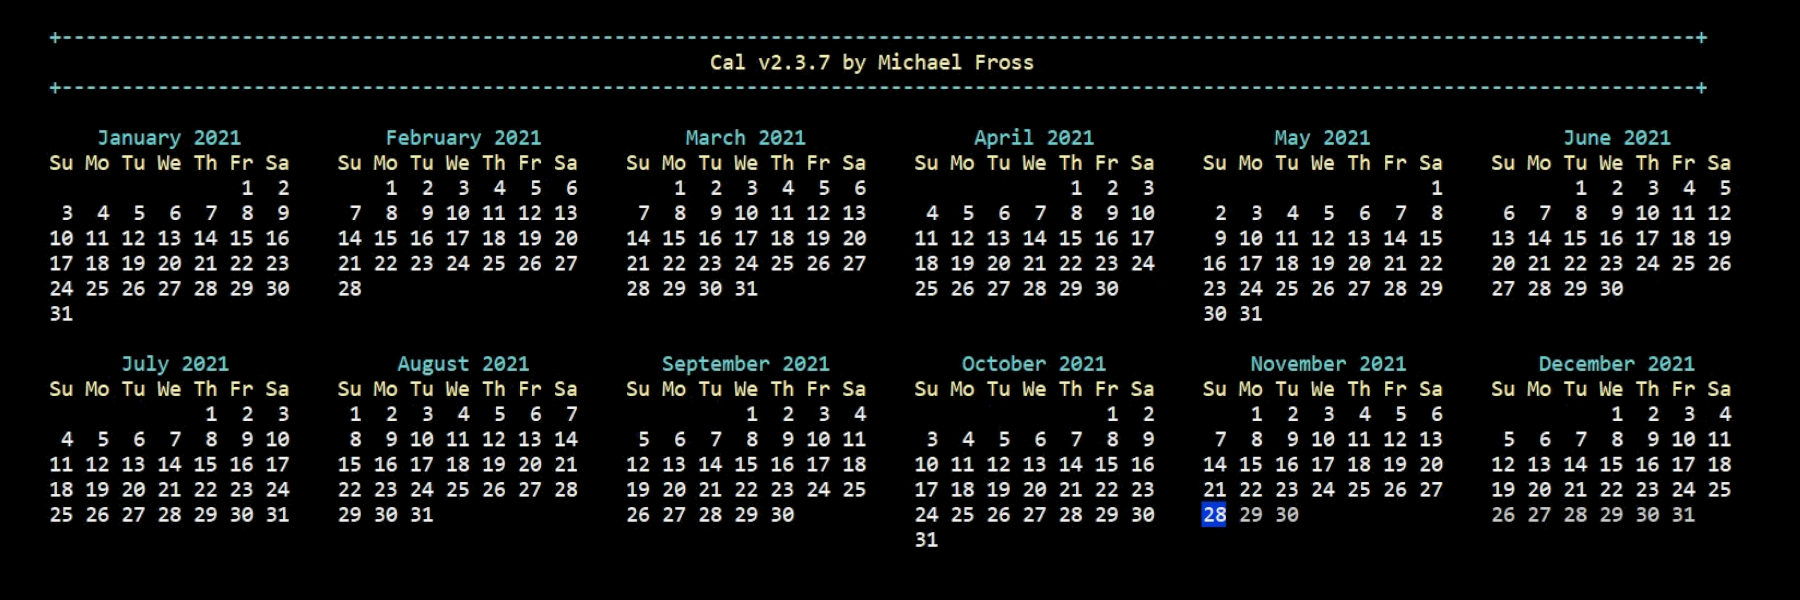 +----------------------------------------------------------------------------------------------------------------------------------------+
Cal v2.3.7 by Michael Fross
+----------------------------------------------------------------------------------------------------------------------------------------+
January 2021 February 2021 March 2021 April 2021 May 2021 June 2021
Su Mo Tu We Th Fr Sa Su Mo Tu We Th Fr Sa Su Mo Tu We Th Fr Sa Su Mo Tu We Th Fr Sa Su Mo Tu We Th Fr Sa Su Mo Tu We Th Fr Sa
1 2 1 2 3 4 5 6 1 2 3 4 5 6 1 2 3 1 1 2 3 4 5
3 4 5 6 7 8 9 7 8 9 10 11 12 13 7 8 9 10 11 12 13 4 5 6 7 8 9 10 2 3 4 5 6 7 8 6 7 8 9 10 11 12
10 11 12 13 14 15 16 14 15 16 17 18 19 20 14 15 16 17 18 19 20 11 12 13 14 15 16 17 9 10 11 12 13 14 15 13 14 15 16 17 18 19
17 18 19 20 21 22 23 21 22 23 24 25 26 27 21 22 23 24 25 26 27 18 19 20 21 22 23 24 16 17 18 19 20 21 22 20 21 22 23 24 25 26
24 25 26 27 28 29 30 28 28 29 30 31 25 26 27 28 29 30 23 24 25 26 27 28 29 27 28 29 30
31 30 31
July 2021 August 2021 September 2021 October 2021 November 2021 December 2021
Su Mo Tu We Th Fr Sa Su Mo Tu We Th Fr Sa Su Mo Tu We Th Fr Sa Su Mo Tu We Th Fr Sa Su Mo Tu We Th Fr Sa Su Mo Tu We Th Fr Sa
1 2 3 1 2 3 4 5 6 7 1 2 3 4 1 2 1 2 3 4 5 6 1 2 3 4
4 5 6 7 8 9 10 8 9 10 11 12 13 14 5 6 7 8 9 10 11 3 4 5 6 7 8 9 7 8 9 10 11 12 13 5 6 7 8 9 10 11
11 12 13 14 15 16 17 15 16 17 18 19 20 21 12 13 14 15 16 17 18 10 11 12 13 14 15 16 14 15 16 17 18 19 20 12 13 14 15 16 17 18
18 19 20 21 22 23 24 22 23 24 25 26 27 28 19 20 21 22 23 24 25 17 18 19 20 21 22 23 21 22 23 24 25 26 27 19 20 21 22 23 24 25
25 26 27 28 29 30 31 29 30 31 26 27 28 29 30 24 25 26 27 28 29 30 28 29 30 26 27 28 29 30 31
31